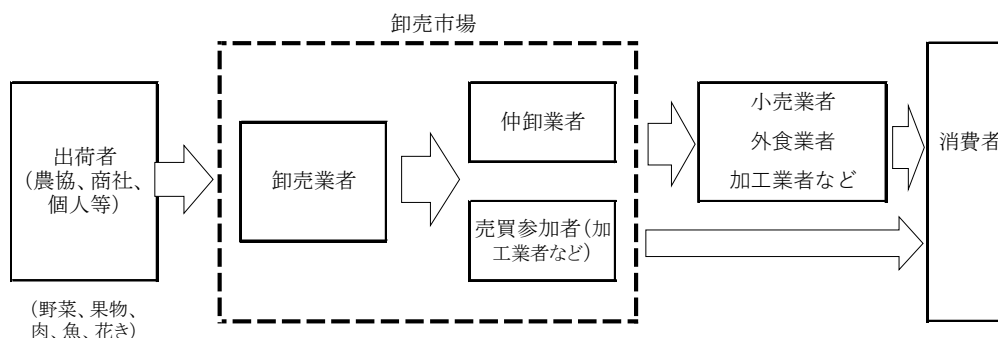 卸売市場
出荷者
(農協、商社、
個人等)
(野菜、果物、
肉、魚、花き)
卸売業者
仲卸業者
売買参加者(加
工業者など)
小売業者
外食業者
加工業者など
消費者